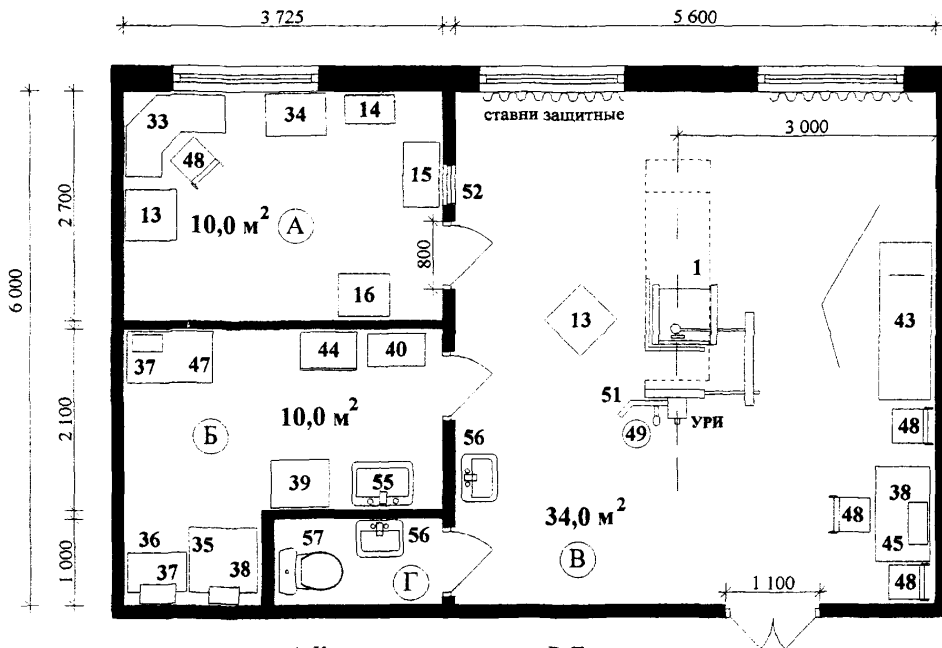 3 725 5 600
33 34 14 ставни защитные 3 000
48 15 52
13 10,0 м² А
2 700 6 000 800
16 1
13 43
37 47 44 40
51 УРИ
49 48
2 100 Б 10,0 м²
39 55 56
34,0 м² 38
48 45
36 35 57 56 В
37 38 Г 48
1 000 1 100